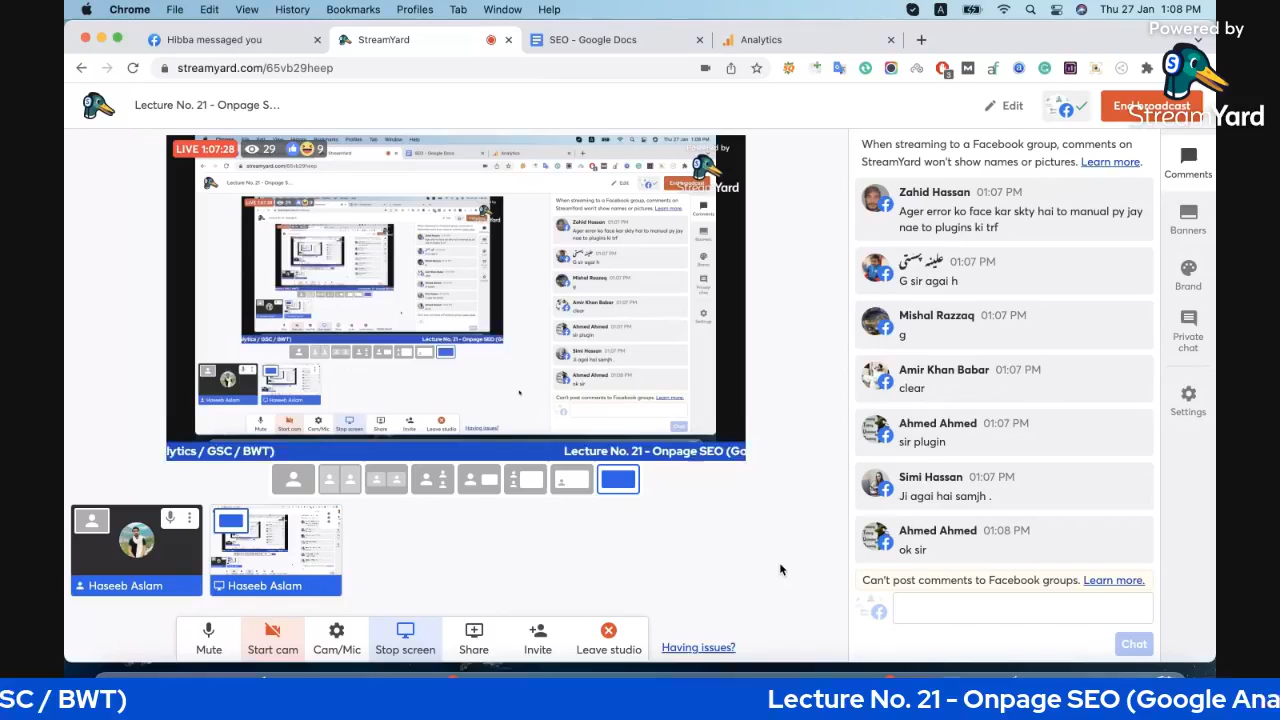 Chrome File Edit View History Bookmarks Profiles Tab Window Help
Thu 27 Jan 1:08 PM
Powered by
StreamYard
Hibba messaged you
StreamYard
SEO - Google Docs
Analytics
streamyard.com/65vb29heep
Lecture No. 21 - Onpage S...
Edit
End broadcast
LIVE 1:07:28 29 9
lytics / GSC / BWT)
Lecture No. 21 - Onpage SEO (Go
Haseeb Aslam
Haseeb Aslam
Mute
Start cam
Cam/Mic
Stop screen
Share
Invite
Leave studio
Having issues?
When streaming to a Facebook group, comments on
StreamYard won't show names or pictures. Learn more.
Zahid Hassan 01:07 PM
Ager error ko face kar skty hai to manual py jay
nae to plugins ki trf
01:07 PM
G sir agai h
Mishal Razzaq 01:07 PM
g
Amir Khan Babar 01:07 PM
clear
Ahmed Ahmed 01:07 PM
sir plugin
Simi Hassan 01:07 PM
Ji agai hai samjh .
Ahmed Ahmed 01:08 PM
ok sir
Can't post comments to Facebook groups. Learn more.
Chat
Comments
Banners
Brand
Private
chat
Settings
SC / BWT)
Lecture No. 21 - Onpage SEO (Google Ana